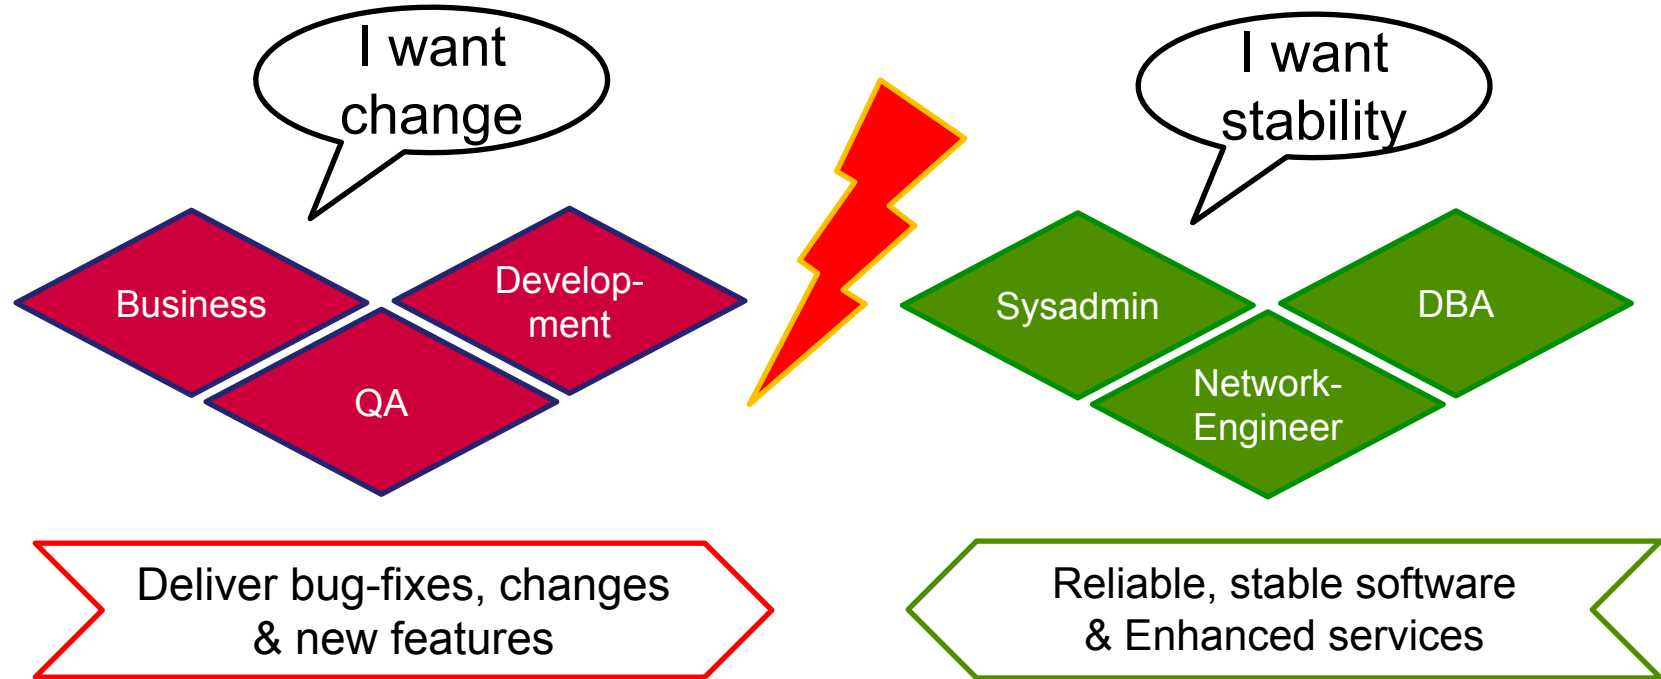 I want
change
I want
stability
Business
Develop-
ment
QA
Sysadmin
DBA
Network-
Engineer
Deliver bug-fixes, changes
& new features
Reliable, stable software
& Enhanced services